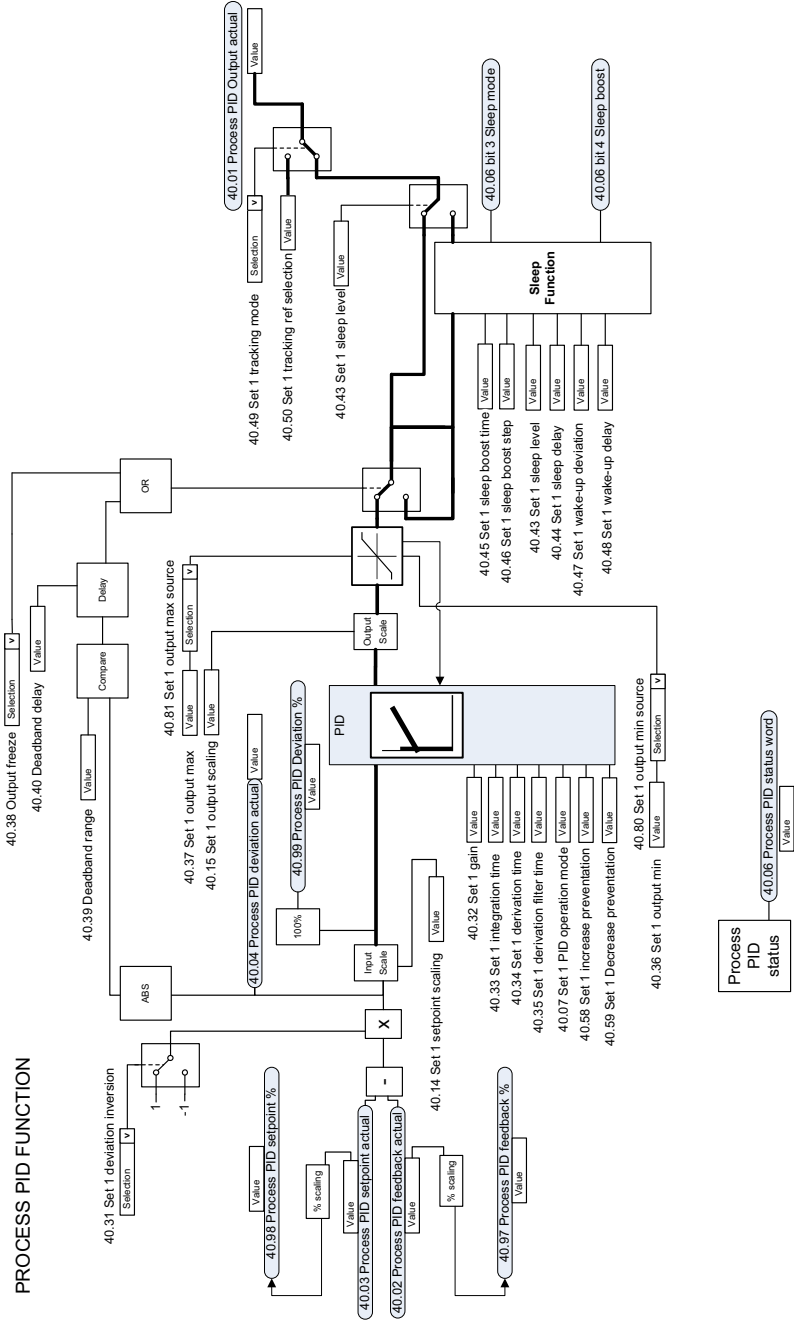 PROCESS PID FUNCTION
40.31 Set 1 deviation inversion
Selection
v
1
-1
Value
40.98 Process PID setpoint %
% scaling
Value
40.03 Process PID setpoint actual
40.02 Process PID feedback actual
Value
% scaling
40.97 Process PID feedback %
Value
-
X
ABS
40.04 Process PID deviation actual
Value
Input
Scale
40.14 Set 1 setpoint scaling
Value
100%
40.99 Process PID Deviation %
Value
40.38 Output freeze
Selection
v
40.40 Deadband delay
Value
40.39 Deadband range
Value
Compare
Delay
OR
40.81 Set 1 output max source
40.37 Set 1 output max
Value
Selection
v
40.15 Set 1 output scaling
Value
PID
Output
Scale
40.32 Set 1 gain
Value
40.33 Set 1 integration time
Value
40.34 Set 1 derivation time
Value
40.35 Set 1 derivation filter time
Value
40.07 Set 1 PID operation mode
Value
40.58 Set 1 increase preventation
Value
40.59 Set 1 Decrease preventation
Value
40.80 Set 1 output min source
40.36 Set 1 output min
Value
Selection
v
40.01 Process PID Output actual
Value
40.49 Set 1 tracking mode
Selection
v
40.50 Set 1 tracking ref selection
Value
40.43 Set 1 sleep level
Value
40.45 Set 1 sleep boost time
Value
40.46 Set 1 sleep boost step
Value
40.43 Set 1 sleep level
Value
40.44 Set 1 sleep delay
Value
40.47 Set 1 wake-up deviation
Value
40.48 Set 1 wake-up delay
Value
Sleep
Function
40.06 bit 3 Sleep mode
40.06 bit 4 Sleep boost
Process
PID
status
40.06 Process PID status word
Value